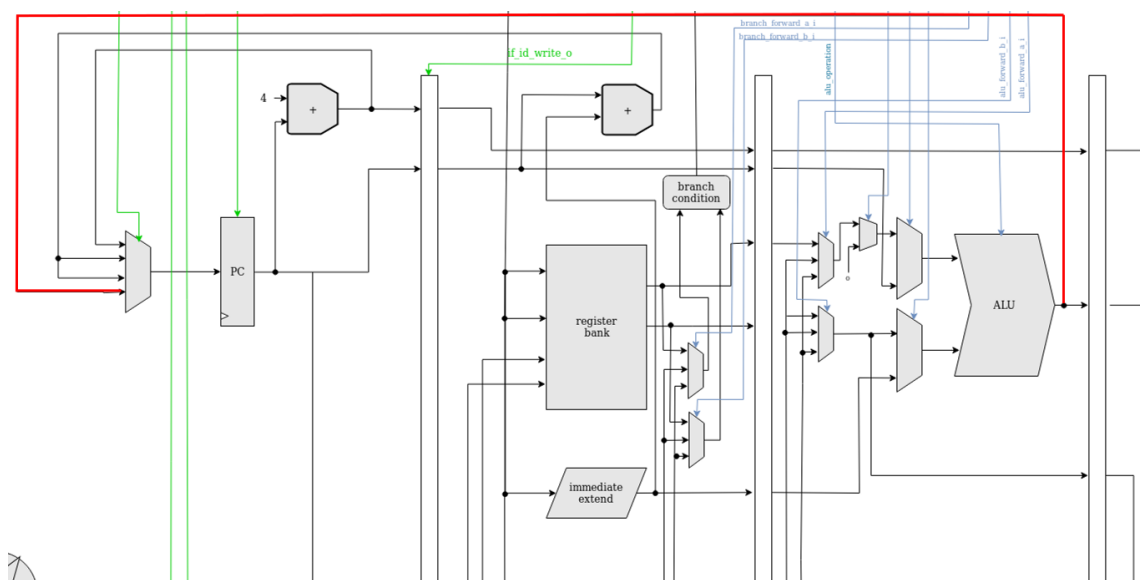 branch_forward_a_i
branch_forward_b_i
if_id_write_o
alu_operation
alu_forward_b_i
alu_forward_a_i
4
+
+
branch
condition
PC
register
bank
ALU
immediate
extend